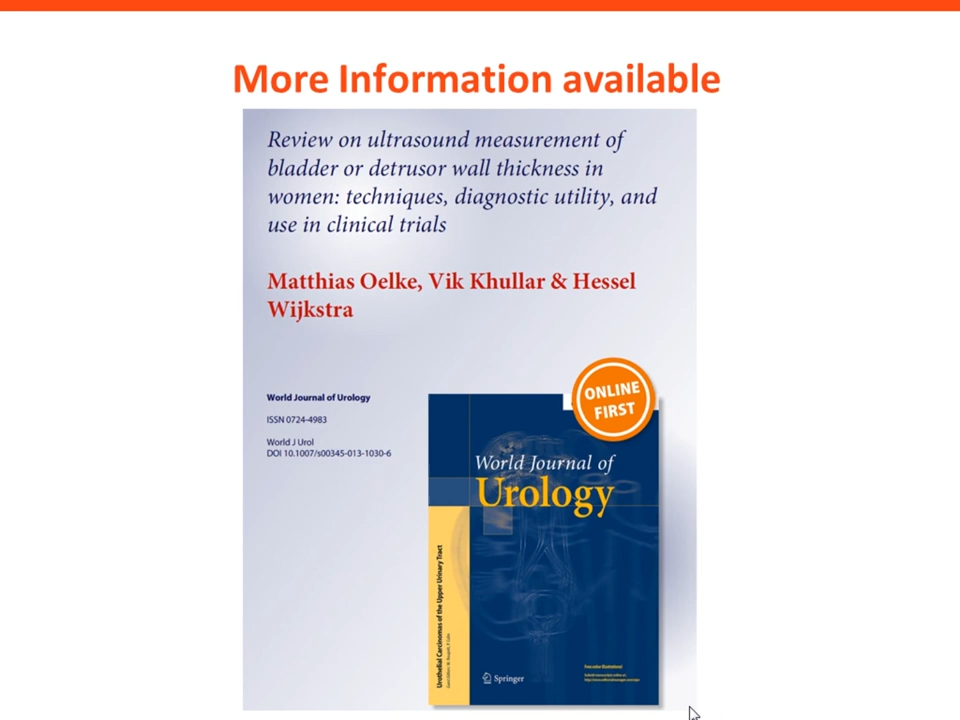 More Information available
Review on ultrasound measurement of
bladder or detrusor wall thickness in
women: techniques, diagnostic utility, and
use in clinical trials
Matthias Oelke, Vik Khullar & Hessel
Wijkstra
World Journal of Urology
ISSN 0724-4983
World J Urol
DOI 10.1007/s00345-013-1030-6
ONLINE
FIRST
World Journal of
Urology
Urothelial Carcinomas of the Upper Urinary Tract
Springer